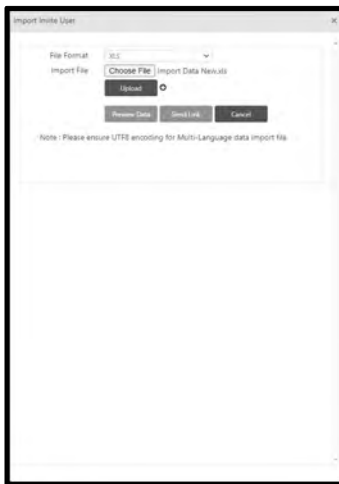 Import Invite User ×
File Format XLS
Import File Choose File Import Data New.xls
Upload
Preview Data Send Link Cancel
Note : Please ensure UTF8 encoding for Multi-Language data import file.